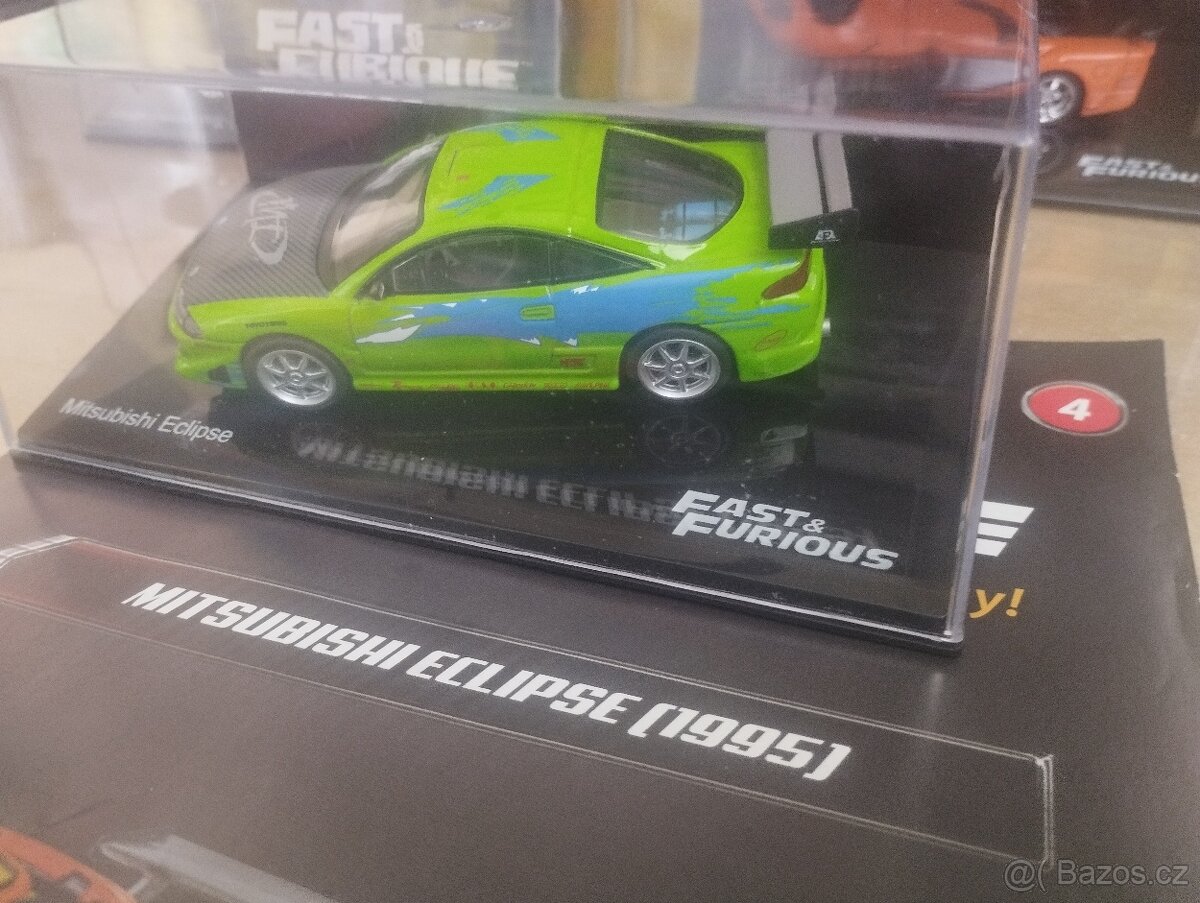 FAST &
FURIOUS
FAST &
FURIOUS
Mitsubishi Eclipse
4
FAST &
FURIOUS
y!
MITSUBISHI ECLIPSE (1995)
@( Bazos.cz